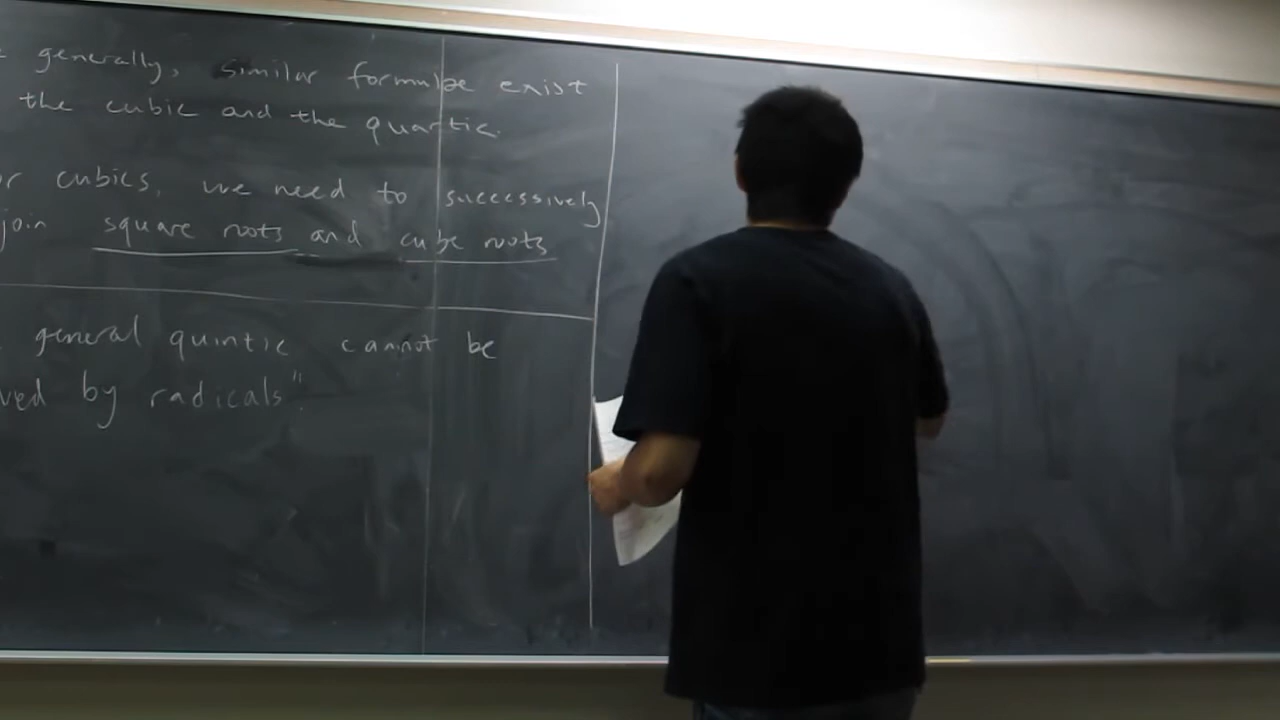 generally, similar formulae exist
the cubic and the quartic.
or cubics, we need to successively
join square roots and cube roots
general quintic cannot be
ved by radicals".